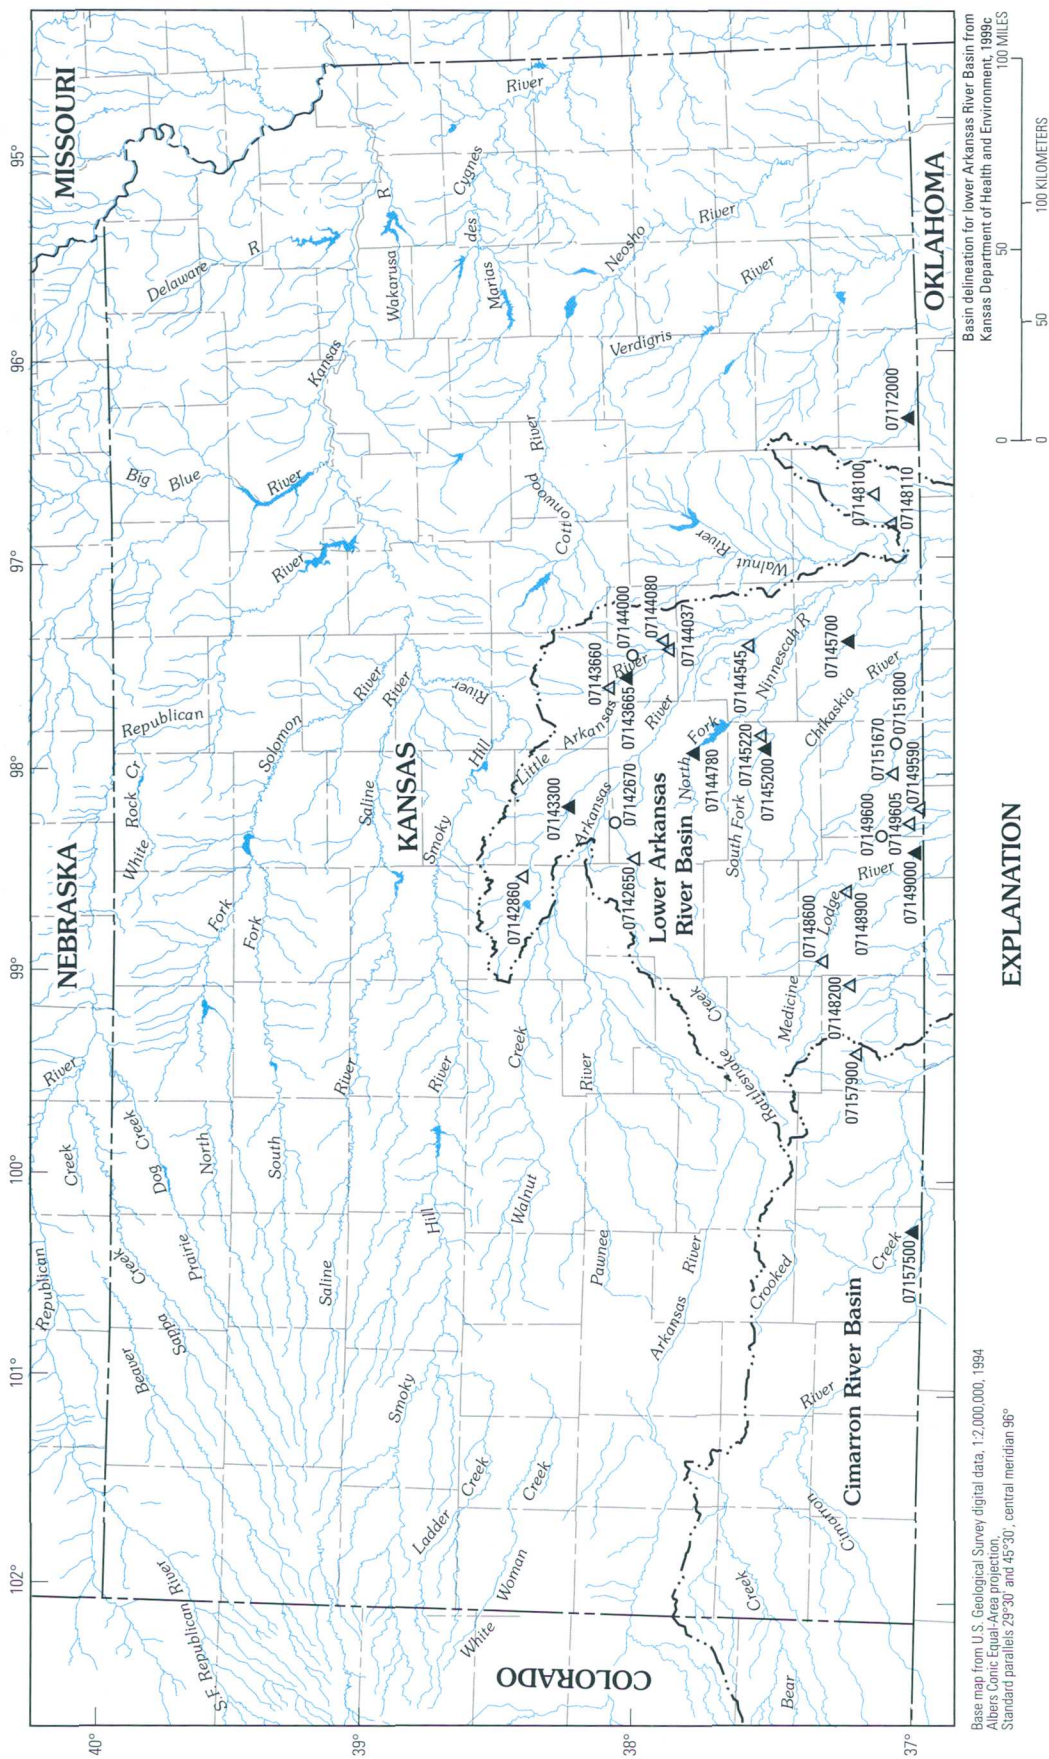 102°
101°
100°
99°
98°
97°
96°
95°
40°
39°
38°
37°
NEBRASKA
MISSOURI
COLORADO
KANSAS
OKLAHOMA
Republican
River
Creek
S.F. Republican River
Beaver
Creek
Sappa
Creek
Prairie
Dog
Creek
North
Fork
South
Fork
Solomon
River
White
Rock Cr
Republican
River
Big
Blue
River
Delaware
R
Kansas
Wakarusa
R
Saline
River
Saline
River
Smoky
Hill
River
Smoky
Hill
River
Ladder
Creek
White
Woman
Creek
Walnut
Creek
Pawnee
River
Arkansas
River
Arkansas
River
Little
Arkansas
River
Cottonwood
River
Marias
des
Cygnes
River
Neosho
River
Verdigris
River
Walnut
River
Rattlesnake
Creek
North
Fork
South Fork
Ninnescah R
Chikaskia
River
Medicine
Lodge
River
Crooked
Creek
Cimarron
River
Bear
Creek
Lower Arkansas
River Basin
Cimarron River Basin
07142860
07143300
07142650
07142670
07143660
07143665
07144000
07144080
07144037
07144545
07144780
07145220
07145200
07145700
07148100
07148110
07172000
07148600
07148900
07148200
07157900
07157500
07149000
07149600
07149605
07149590
07151670
07151800
Base map from U.S. Geological Survey digital data, 1:2,000,000, 1994
Albers Conic Equal-Area projection,
Standard parallels 29°30' and 45°30', central meridian 96°
Basin delineation for lower Arkansas River Basin from
Kansas Department of Health and Environment, 1999c
0 50 100 MILES
0 50 100 KILOMETERS
EXPLANATION